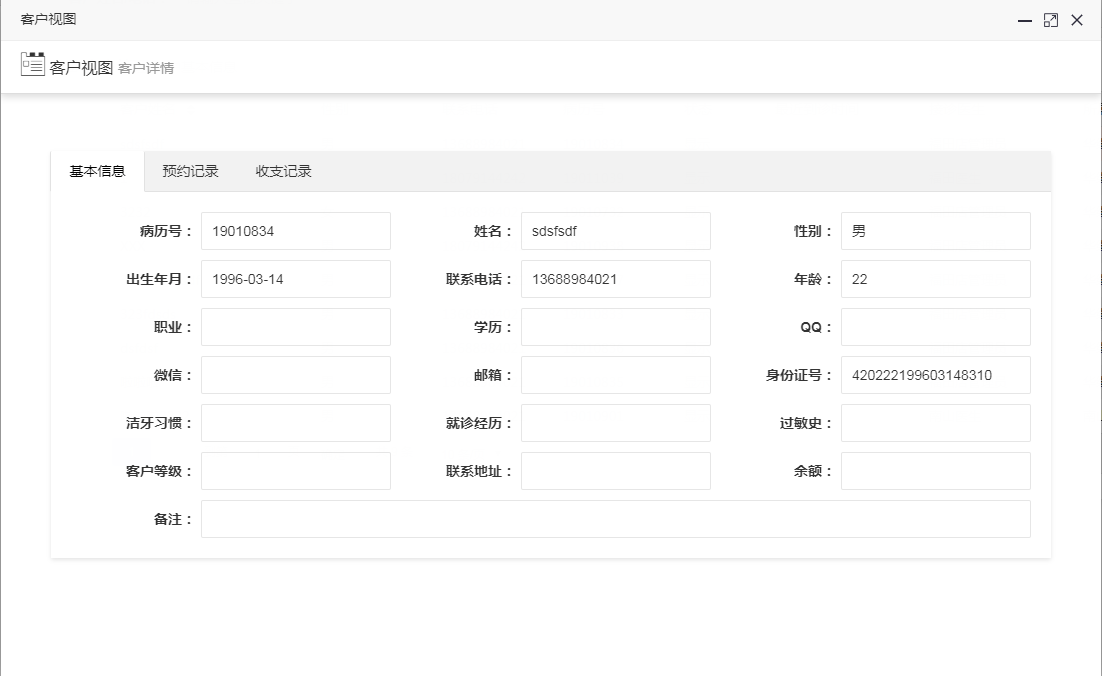 客户视图
客户视图 客户详情
基本信息 预约记录 收支记录
病历号： 19010834 姓名： sdsfsdf 性别： 男
出生年月： 1996-03-14 联系电话： 13688984021 年龄： 22
职业： 学历： QQ：
微信： 邮箱： 身份证号： 420222199603148310
洁牙习惯： 就诊经历： 过敏史：
客户等级： 联系地址： 余额：
备注：